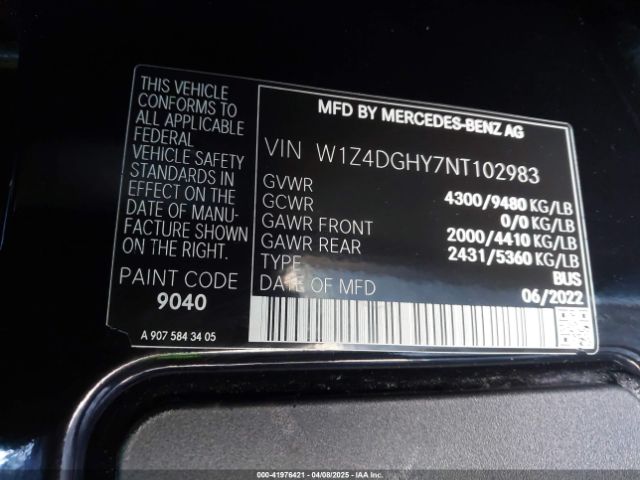 THIS VEHICLE
CONFORMS TO
ALL APPLICABLE
FEDERAL
VEHICLE SAFETY
STANDARDS IN
EFFECT ON THE
DATE OF MANU-
FACTURE SHOWN
ON THE RIGHT.
PAINT CODE
9040
A 907 584 34 05
MFD BY MERCEDES-BENZ AG
VIN W1Z4DGHY7NT102983
GVWR 4300/9480 KG/LB
GCWR 0/0 KG/LB
GAWR FRONT 2000/4410 KG/LB
GAWR REAR 2431/5360 KG/LB
TYPE BUS
DATE OF MFD 06/2022
000-41976421 - 04/08/2025 - IAA Inc.